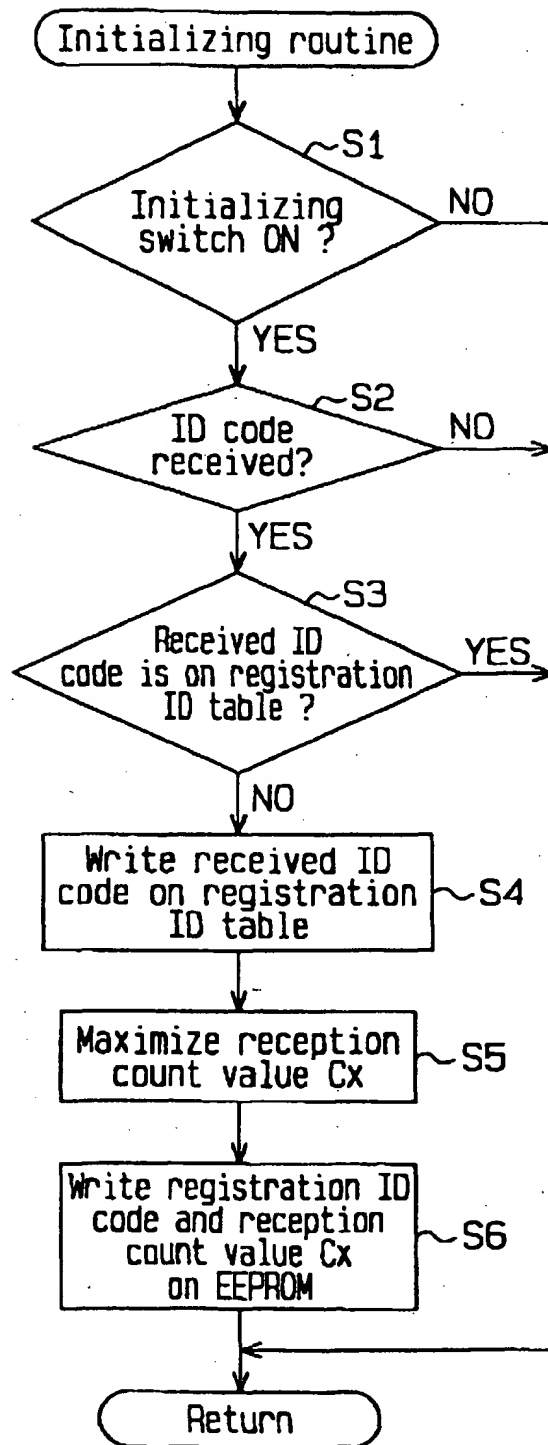 Initializing routine
S1
Initializing
switch ON ?
NO
YES
S2
ID code
received?
NO
YES
S3
Received ID
code is on registration
ID table ?
YES
NO
Write received ID
code on registration
ID table
S4
Maximize reception
count value Cx
S5
Write registration ID
code and reception
count value Cx
on EEPROM
S6
Return